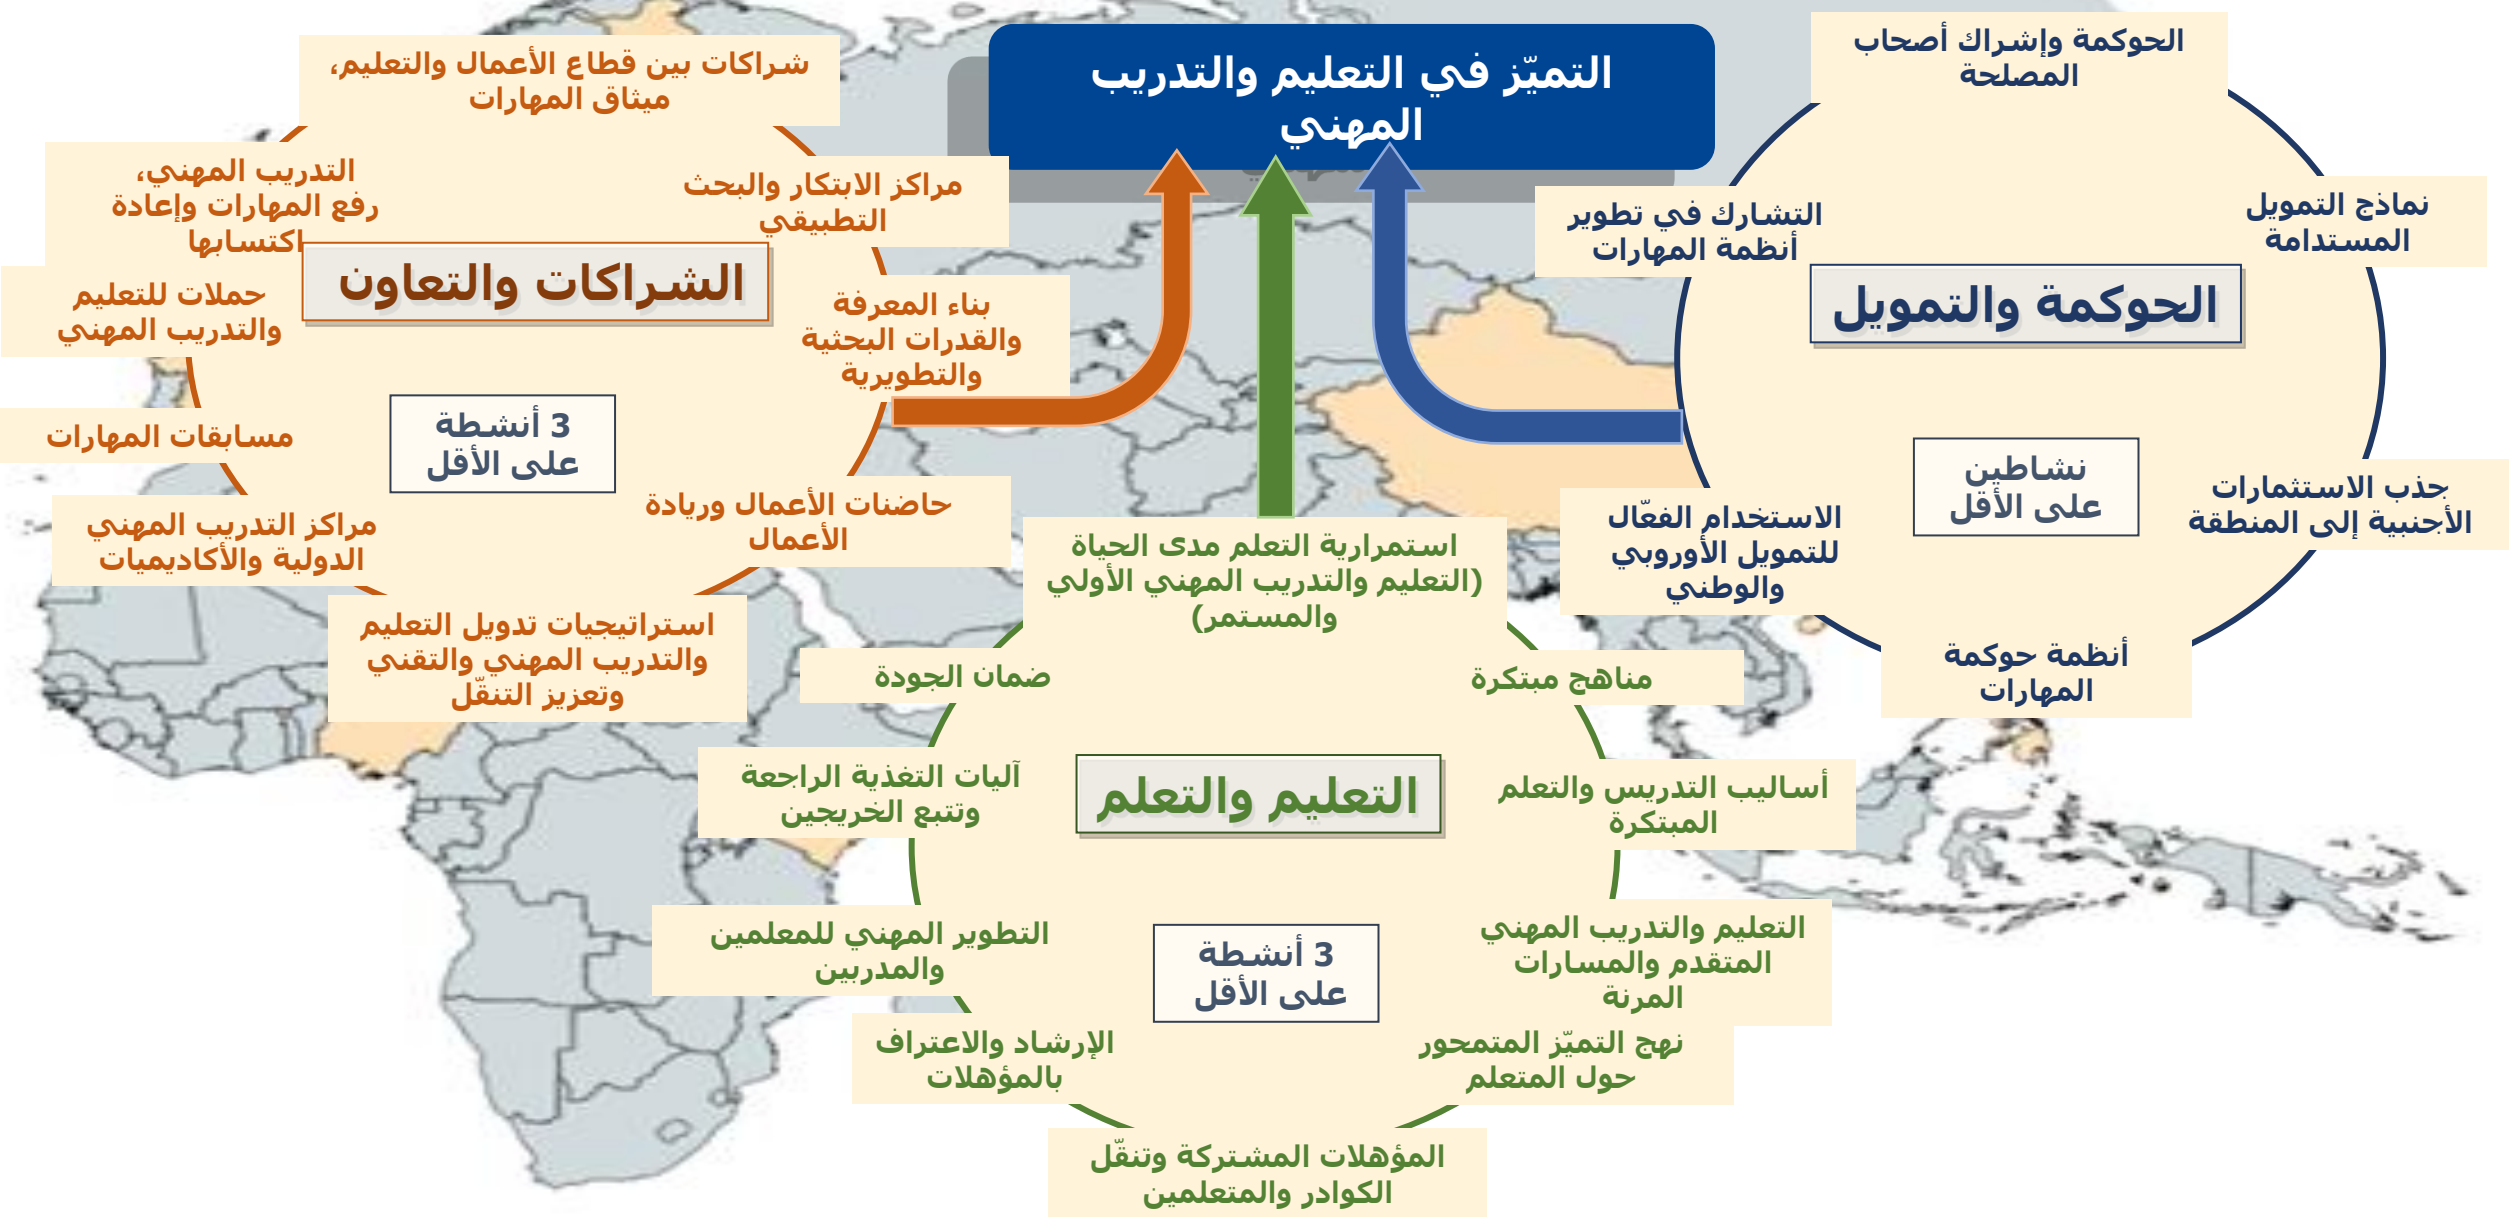 التميّز في التعليم والتدريب
المهني
الحوكمة وإشراك أصحاب
المصلحة
نماذج التمويل
المستدامة
التشارك في تطوير
أنظمة المهارات
الحوكمة والتمويل
نشاطين
على الأقل
جذب الاستثمارات
الأجنبية إلى المنطقة
الاستخدام الفعّال
للتمويل الأوروبي
والوطني
أنظمة حوكمة
المهارات
شراكات بين قطاع الأعمال والتعليم،
ميثاق المهارات
مراكز الابتكار والبحث
التطبيقي
التدريب المهني،
رفع المهارات وإعادة
اكتسابها
الشراكات والتعاون
بناء المعرفة
والقدرات البحثية
والتطويرية
حملات للتعليم
والتدريب المهني
3 أنشطة
على الأقل
مسابقات المهارات
حاضنات الأعمال وريادة
الأعمال
مراكز التدريب المهني
الدولية والأكاديميات
استراتيجيات تدويل التعليم
والتدريب المهني والتقني
وتعزيز التنقّل
استمرارية التعلم مدى الحياة
(التعليم والتدريب المهني الأولي
والمستمر)
مناهج مبتكرة
ضمان الجودة
أساليب التدريس والتعلم
المبتكرة
التعليم والتعلم
آليات التغذية الراجعة
وتتبع الخريجين
التعليم والتدريب المهني
المتقدم والمسارات
المرنة
3 أنشطة
على الأقل
التطوير المهني للمعلمين
والمدربين
نهج التميّز المتمحور
حول المتعلم
الإرشاد والاعتراف
بالمؤهلات
المؤهلات المشتركة وتنقّل
الكوادر والمتعلمين